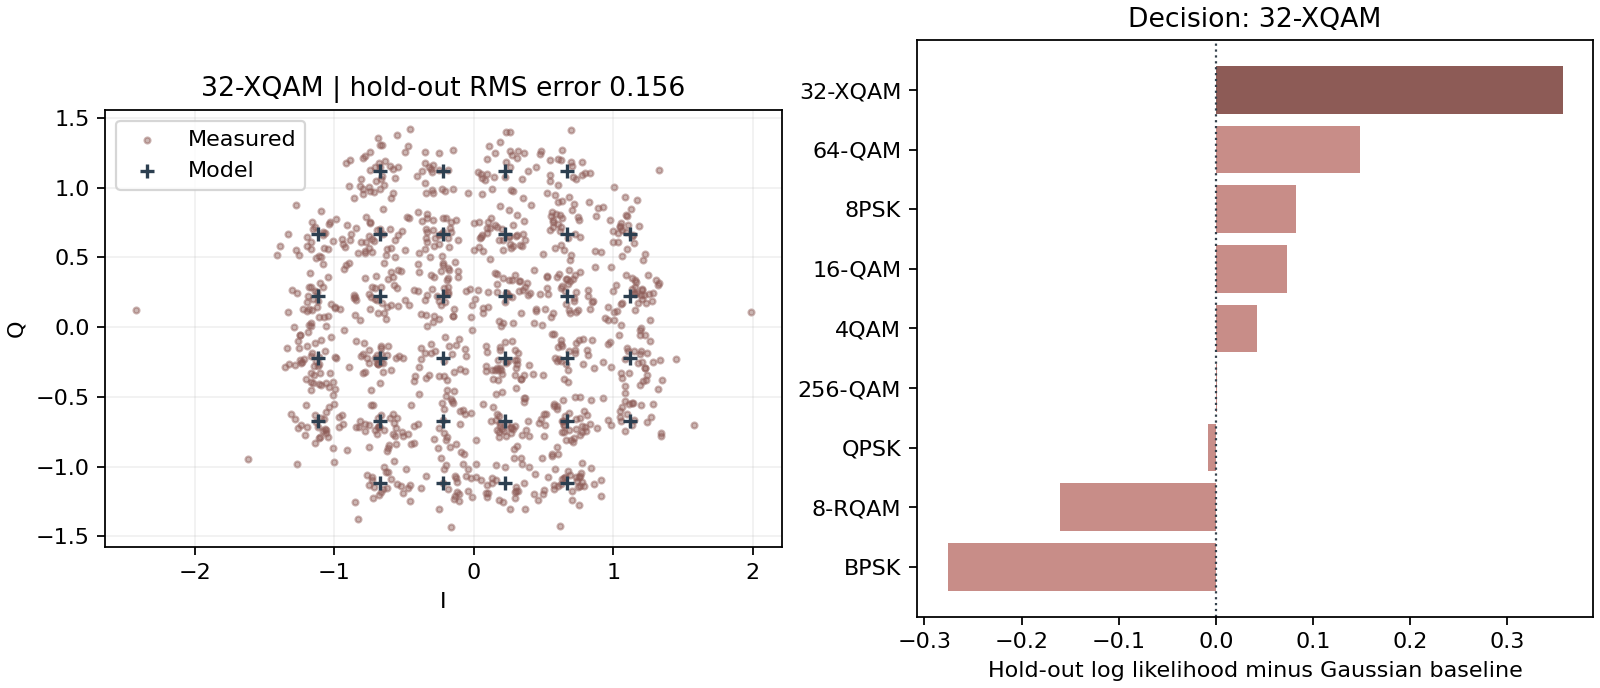 32-XQAM | hold-out RMS error 0.156
Measured
Model
1.5
1.0
0.5
0.0
−0.5
−1.0
−1.5
Q
−2
−1
0
1
2
I
Decision: 32-XQAM
32-XQAM
64-QAM
8PSK
16-QAM
4QAM
256-QAM
QPSK
8-RQAM
BPSK
−0.3
−0.2
−0.1
0.0
0.1
0.2
0.3
Hold-out log likelihood minus Gaussian baseline